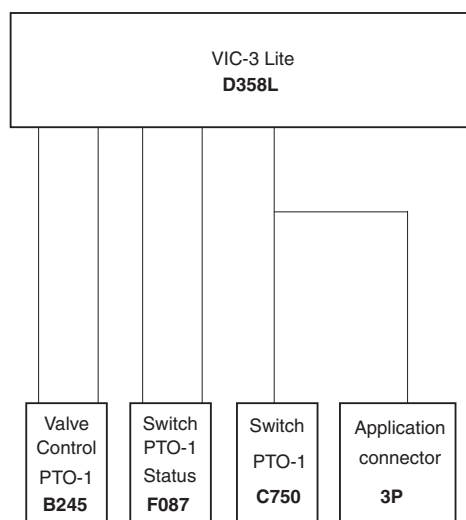 VIC-3 Lite
D358L
Valve
Control
PTO-1
B245
Switch
PTO-1
Status
F087
Switch
PTO-1
C750
Application
connector
3P